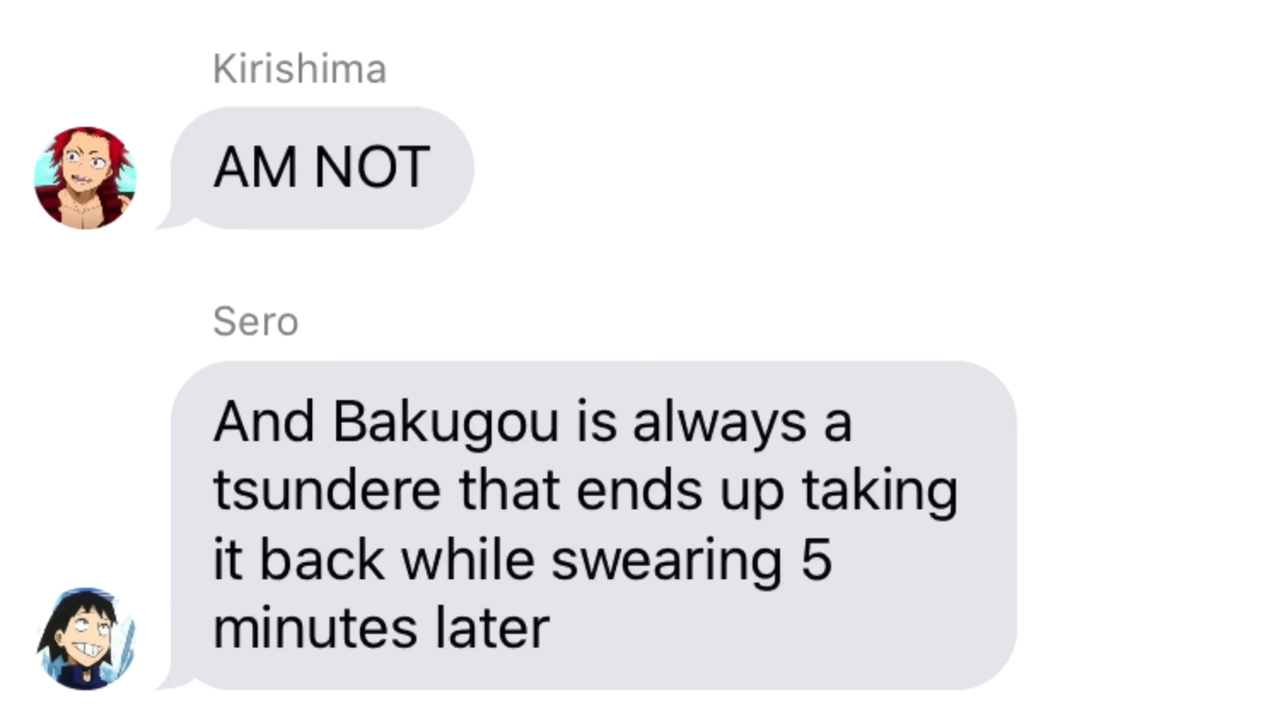 Kirishima
AM NOT
Sero
And Bakugou is always a
tsundere that ends up taking
it back while swearing 5
minutes later